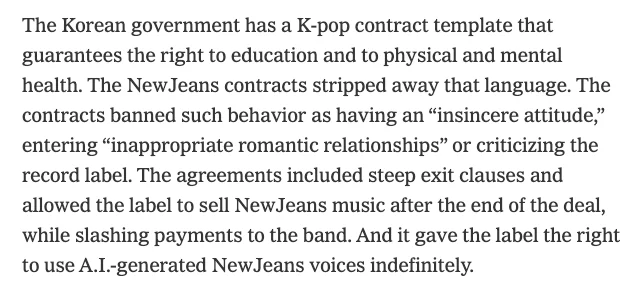 The Korean government has a K-pop contract template that
guarantees the right to education and to physical and mental
health. The NewJeans contracts stripped away that language. The
contracts banned such behavior as having an “insincere attitude,”
entering “inappropriate romantic relationships” or criticizing the
record label. The agreements included steep exit clauses and
allowed the label to sell NewJeans music after the end of the deal,
while slashing payments to the band. And it gave the label the right
to use A.I.-generated NewJeans voices indefinitely.